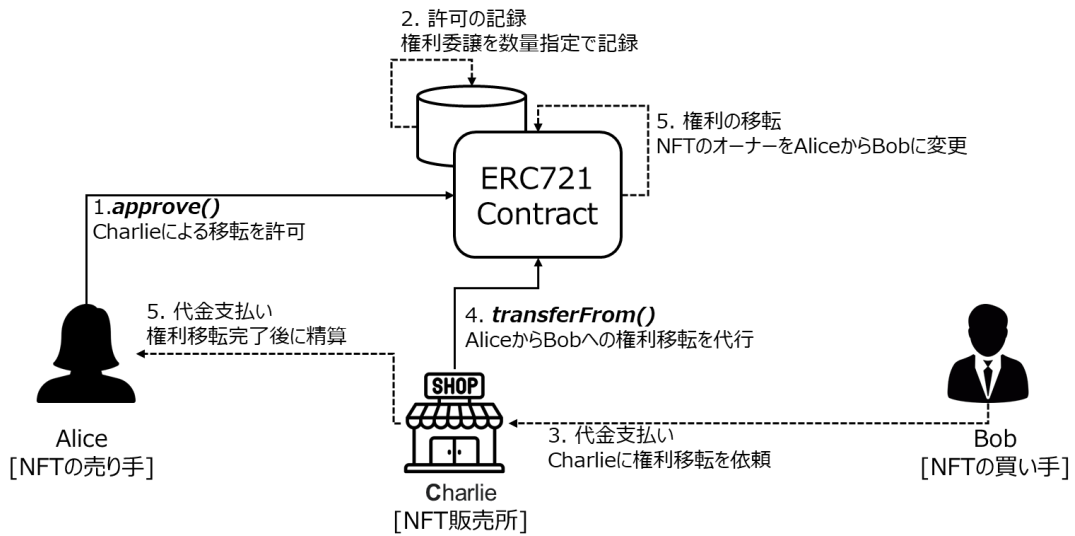 2. 許可の記録
権利委譲を数量指定で記録
5. 権利の移転
NFTのオーナーをAliceからBobに変更
ERC721
Contract
1.approve()
Charlieによる移転を許可
5. 代金支払い
権利移転完了後に精算
4. transferFrom()
AliceからBobへの権利移転を代行
SHOP
3. 代金支払い
Charlieに権利移転を依頼
Alice
[NFTの売り手]
Charlie
[NFT販売所]
Bob
[NFTの買い手]